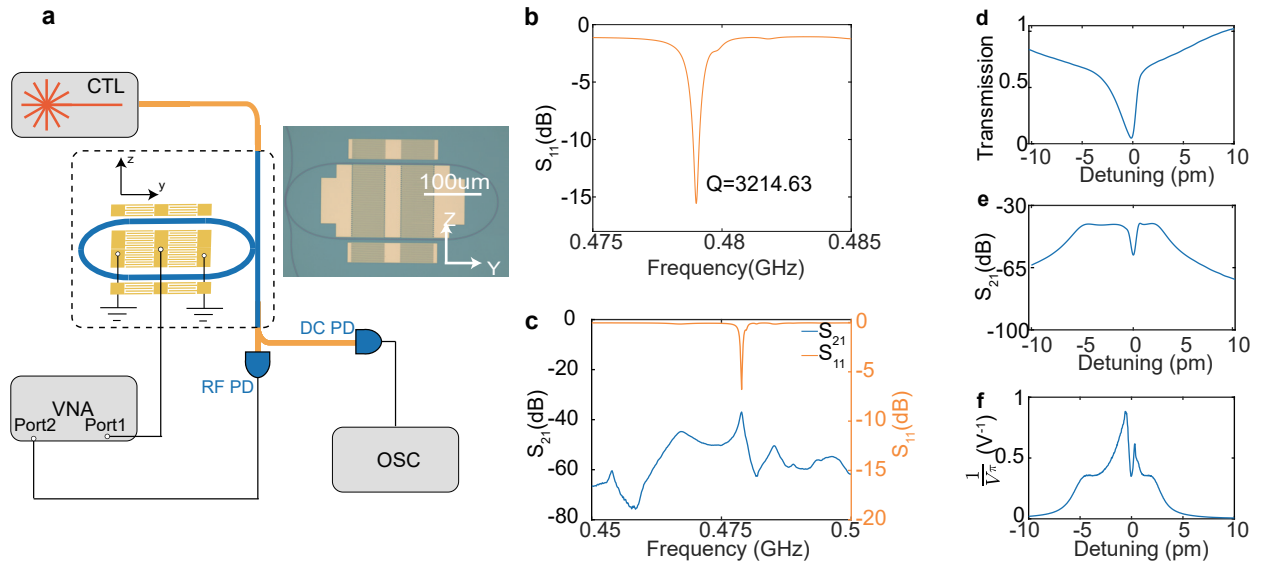 a
CTL
z
y
100um
Z
Y
DC PD
RF PD
VNA
Port2
Port1
OSC
b
0
-5
-10
-15
S11(dB)
Q=3214.63
0.475
0.48
0.485
Frequency(GHz)
c
0
-20
-40
-60
-80
S21(dB)
S21
S11
0
-5
-10
-15
-20
S11(dB)
0.45
0.475
0.5
Frequency (GHz)
d
1
0.5
0
Transmission
-10
-5
0
5
10
Detuning (pm)
e
-30
-65
-100
S21(dB)
-10
-5
0
5
10
Detuning (pm)
f
1
0.5
0
1/Vπ (V-1)
-10
-5
0
5
10
Detuning (pm)